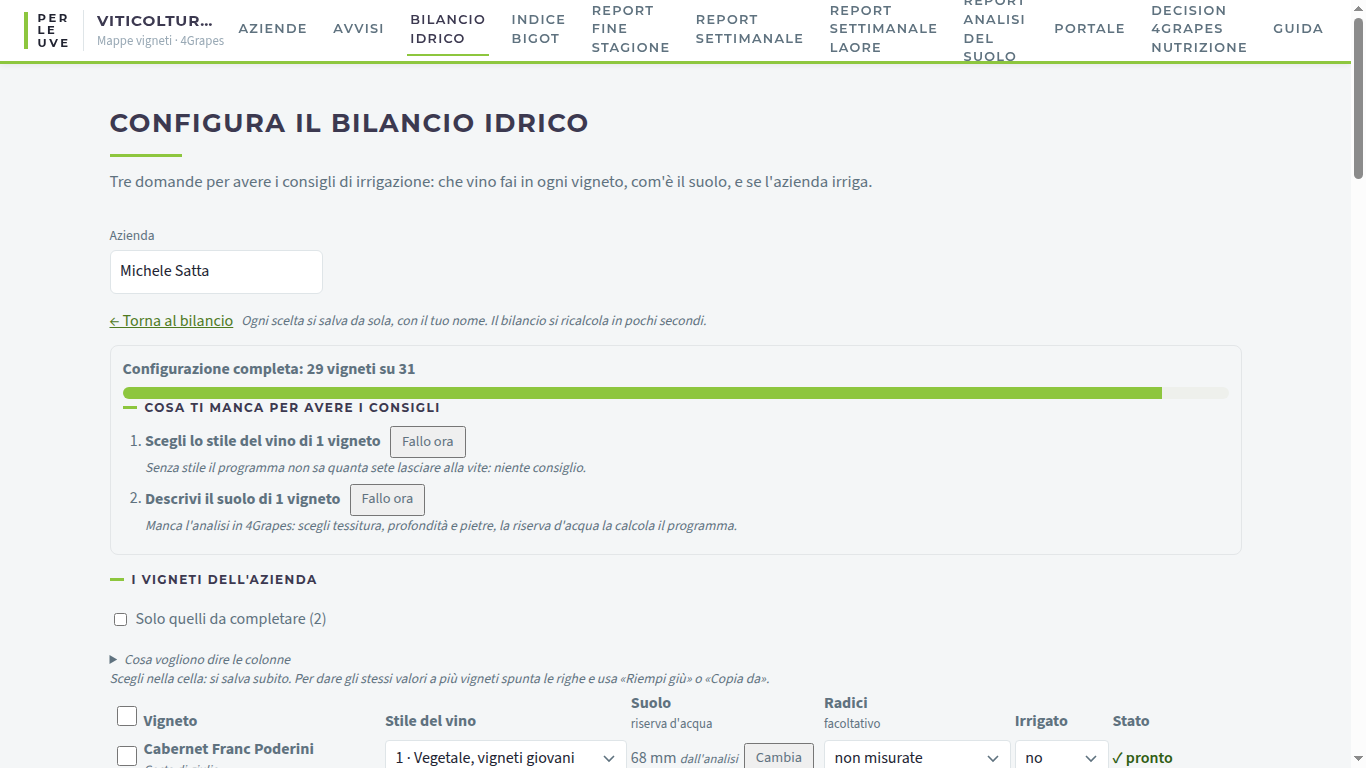 PER
LE
UVE
VITICOLTUR...
Mappe vigneti · 4Grapes
AZIENDE
AVVISI
BILANCIO
IDRICO
INDICE
BIGOT
REPORT
FINE
STAGIONE
REPORT
SETTIMANALE
REPORT
SETTIMANALE
LAORE
REPORT
ANALISI
DEL
SUOLO
PORTALE
DECISION
4GRAPES
NUTRIZIONE
GUIDA
CONFIGURA IL BILANCIO IDRICO
Tre domande per avere i consigli di irrigazione: che vino fai in ogni vigneto, com'è il suolo, e se l'azienda irriga.
Azienda
Michele Satta
← Torna al bilancio Ogni scelta si salva da sola, con il tuo nome. Il bilancio si ricalcola in pochi secondi.
Configurazione completa: 29 vigneti su 31
COSA TI MANCA PER AVERE I CONSIGLI
1. Scegli lo stile del vino di 1 vigneto Fallo ora
Senza stile il programma non sa quanta sete lasciare alla vite: niente consiglio.
2. Descrivi il suolo di 1 vigneto Fallo ora
Manca l'analisi in 4Grapes: scegli tessitura, profondità e pietre, la riserva d'acqua la calcola il programma.
I VIGNETI DELL'AZIENDA
Solo quelli da completare (2)
Cosa vogliono dire le colonne
Scegli nella cella: si salva subito. Per dare gli stessi valori a più vigneti spunta le righe e usa «Riempi giù» o «Copia da».
Vigneto
Stile del vino
Suolo
riserva d'acqua
Radici
facoltativo
Irrigato
Stato
Cabernet Franc Poderini
1 · Vegetale, vigneti giovani
68 mm dall'analisi
Cambia
non misurate
no
✓ pronto